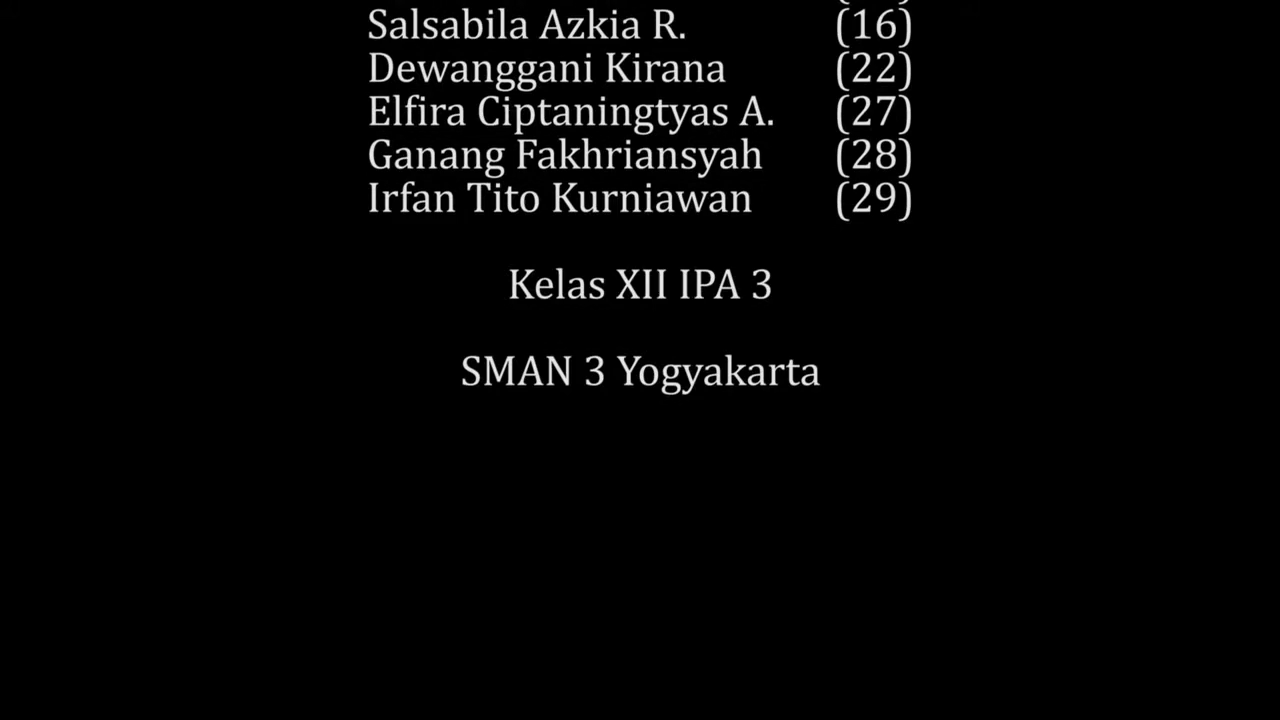 Salsabila Azkia R. (16)
Dewanggani Kirana (22)
Elfira Ciptaningtyas A. (27)
Ganang Fakhriansyah (28)
Irfan Tito Kurniawan (29)
Kelas XII IPA 3
SMAN 3 Yogyakarta